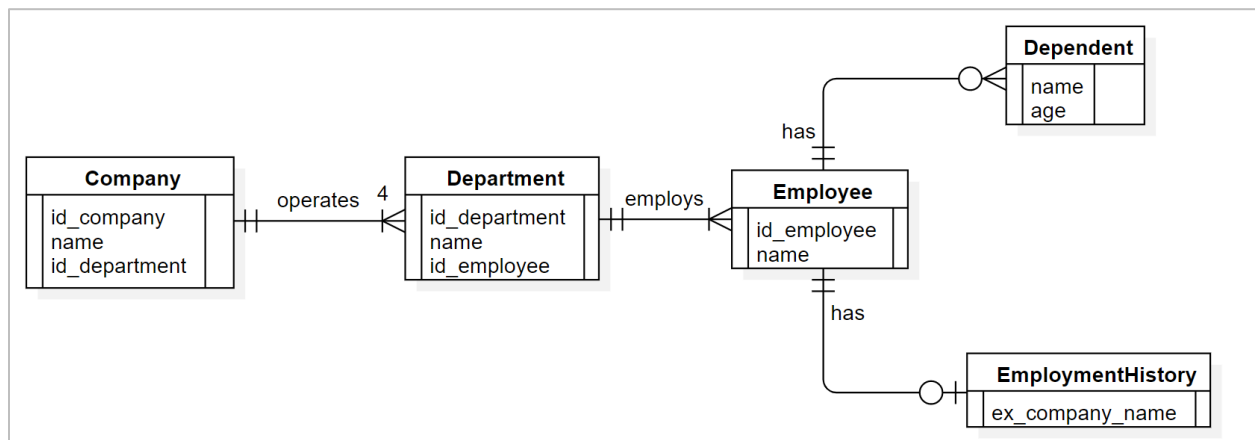 Company
id_company
name
id_department
operates
4
Department
id_department
name
id_employee
employs
Employee
id_employee
name
has
Dependent
name
age
has
EmploymentHistory
ex_company_name